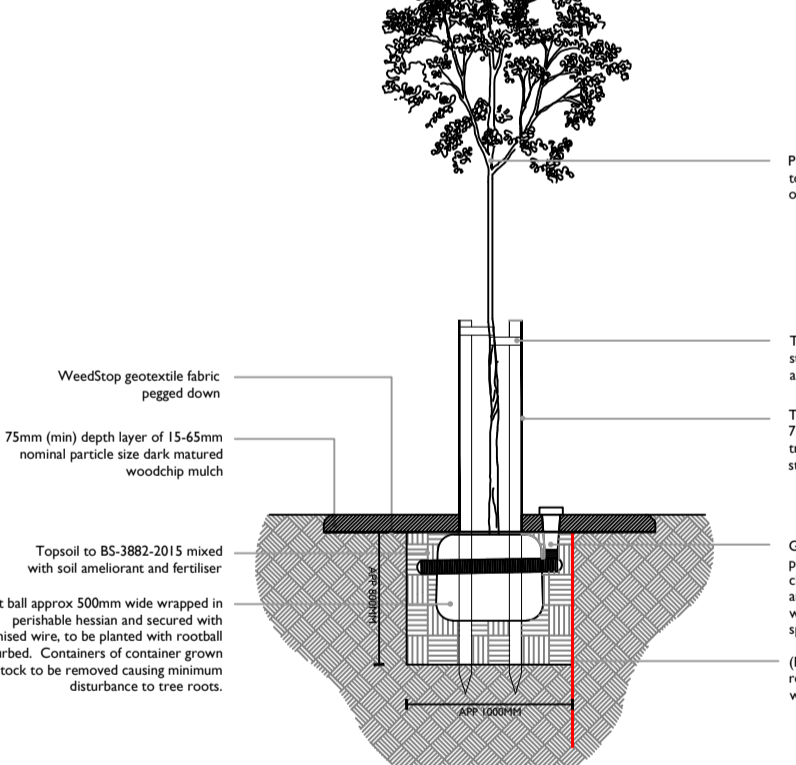 WeedStop geotextile fabric
pegged down
75mm (min) depth layer of 15-65mm
nominal particle size dark matured
woodchip mulch
Topsoil to BS-3882-2015 mixed
with soil ameliorant and fertiliser
ball approx 500mm wide wrapped in
perishable hessian and secured with
wire, to be planted with rootball
Containers of container grown
to be removed causing minimum
disturbance to tree roots.
APP 800MM
APP 1000MM